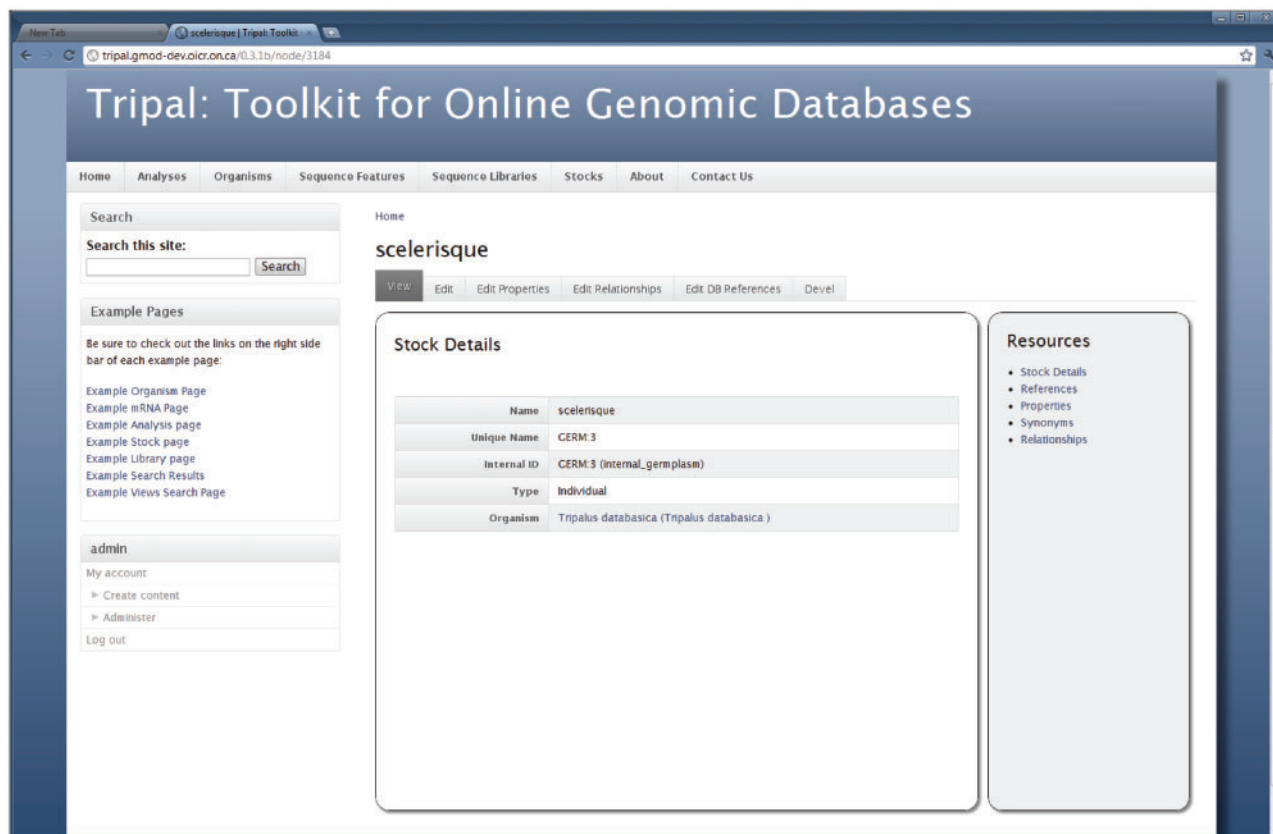 New Tab
scelerisque | Tripal: Toolkit
tripal.gmod-dev.oicr.on.ca/0.3.1b/node/3184
Tripal: Toolkit for Online Genomic Databases
Home Analyses Organisms Sequence Features Sequence Libraries Stocks About Contact Us
Search
Search this site:
Search
Example Pages
Be sure to check out the links on the right side
bar of each example page:
Example Organism Page
Example mRNA Page
Example Analysis page
Example Stock page
Example Library page
Example Search Results
Example Views Search Page
admin
My account
Create content
Administer
Log out
Home
scelerisque
View Edit Edit Properties Edit Relationships Edit DB References Devel
Stock Details
Name scelerisque
Unique Name GERM:3
Internal ID GERM:3 (internal_germplasm)
Type Individual
Organism Tripalus databasica (Tripalus databasica )
Resources
• Stock Details
• References
• Properties
• Synonyms
• Relationships